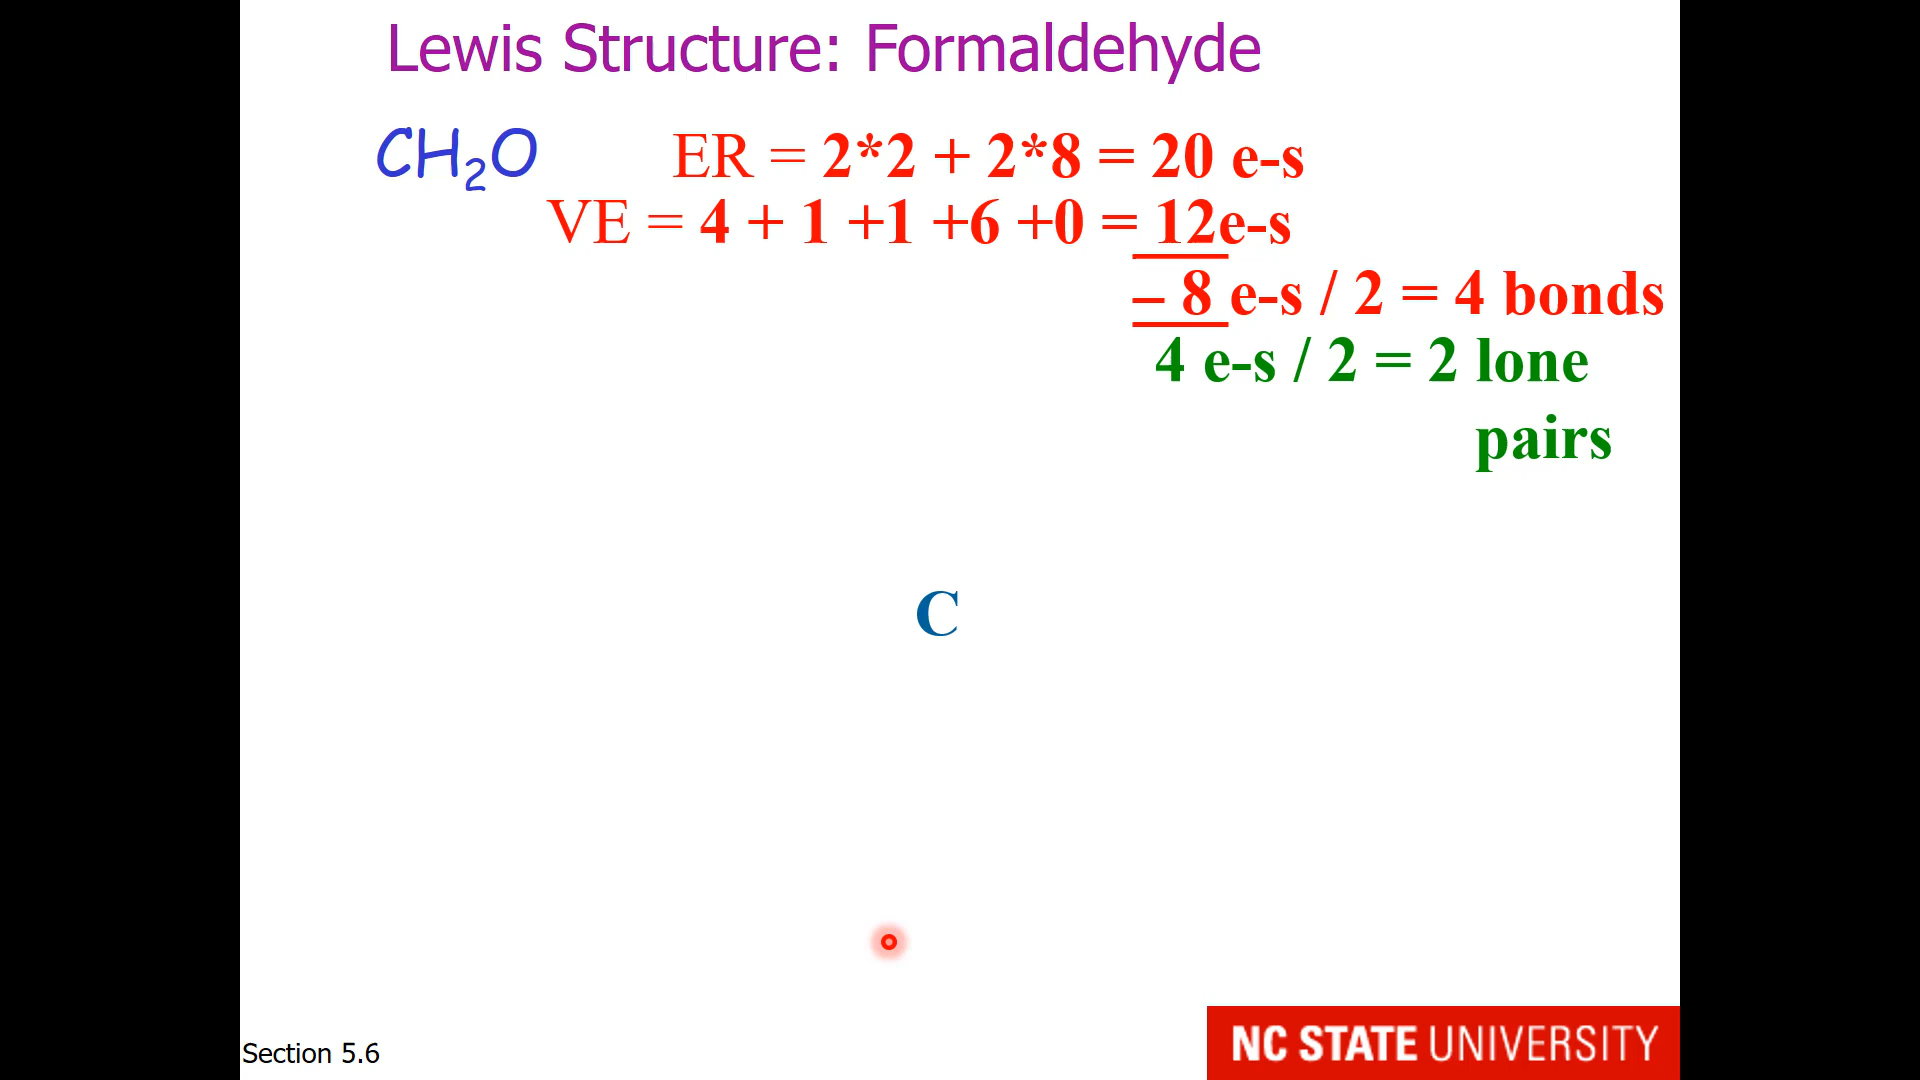 Lewis Structure: Formaldehyde
CH₂O
ER = 2*2 + 2*8 = 20 e-s
VE = 4 + 1 +1 +6 +0 = 12e-s
– 8 e-s / 2 = 4 bonds
4 e-s / 2 = 2 lone
pairs
C
Section 5.6
NC STATE UNIVERSITY